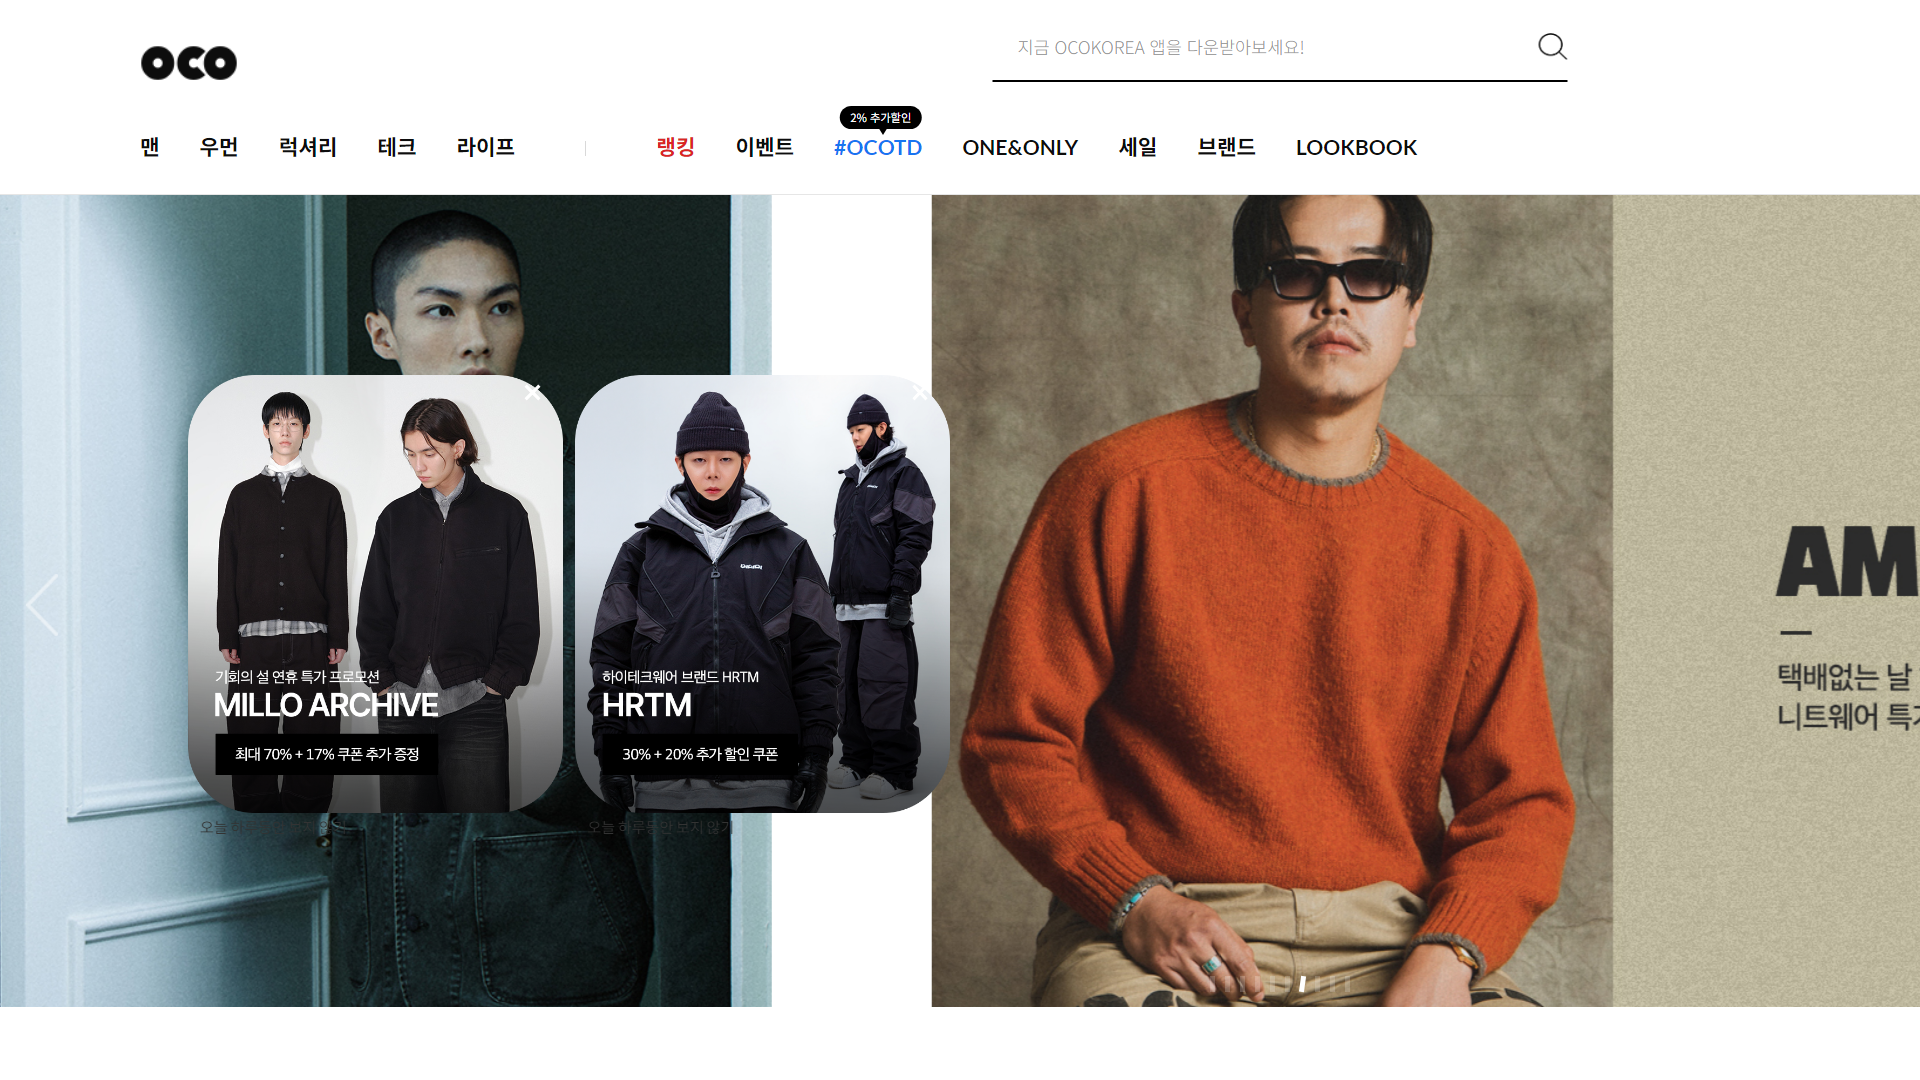 oco
지금 OCOKOREA 앱을 다운받아보세요!
2% 추가할인
맨 우먼 럭셔리 테크 라이프 랭킹 이벤트 #OCOTD ONE&ONLY 세일 브랜드 LOOKBOOK
기회의 설 연휴 특가 프로모션
MILLO ARCHIVE
최대 70% + 17% 쿠폰 추가 증정
오늘
하이테크웨어 브랜드 HRTM
HRTM
30% + 20% 추가 할인 쿠폰
오늘 하루동안 보지 않기
AM
택배없는 날
니트웨어